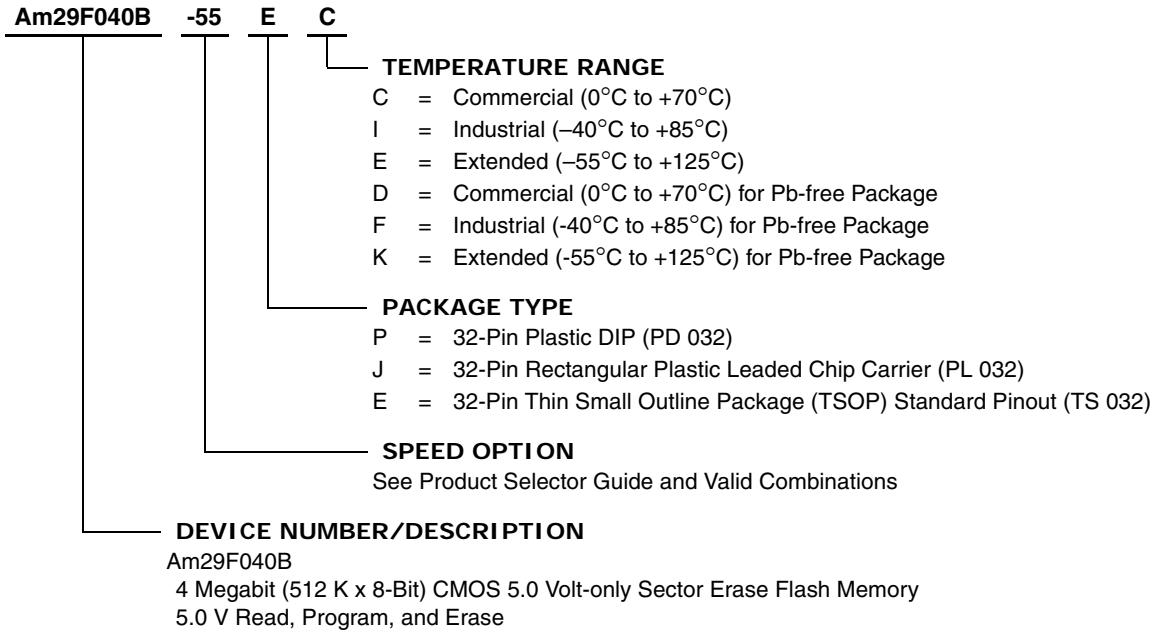 Am29F040B -55 E C
TEMPERATURE RANGE
C = Commercial (0°C to +70°C)
I = Industrial (–40°C to +85°C)
E = Extended (–55°C to +125°C)
D = Commercial (0°C to +70°C) for Pb-free Package
F = Industrial (-40°C to +85°C) for Pb-free Package
K = Extended (-55°C to +125°C) for Pb-free Package
PACKAGE TYPE
P = 32-Pin Plastic DIP (PD 032)
J = 32-Pin Rectangular Plastic Leaded Chip Carrier (PL 032)
E = 32-Pin Thin Small Outline Package (TSOP) Standard Pinout (TS 032)
SPEED OPTION
See Product Selector Guide and Valid Combinations
DEVICE NUMBER/DESCRIPTION
Am29F040B
4 Megabit (512 K x 8-Bit) CMOS 5.0 Volt-only Sector Erase Flash Memory
5.0 V Read, Program, and Erase